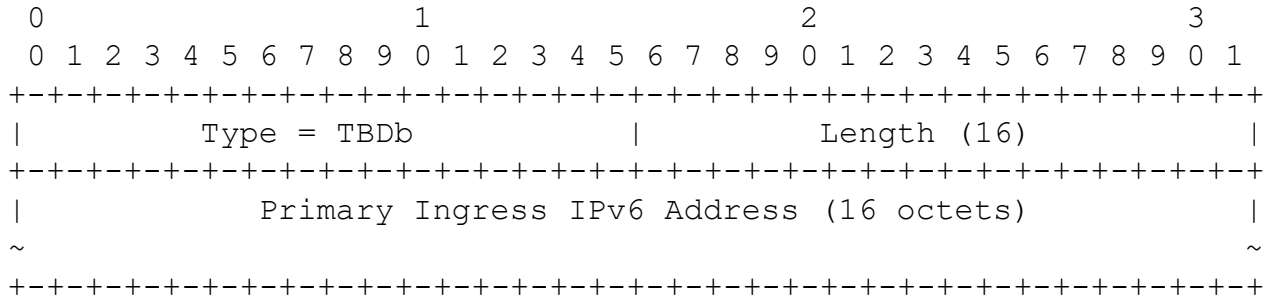 0                   1                   2                   3
 0 1 2 3 4 5 6 7 8 9 0 1 2 3 4 5 6 7 8 9 0 1 2 3 4 5 6 7 8 9 0 1
+-+-+-+-+-+-+-+-+-+-+-+-+-+-+-+-+-+-+-+-+-+-+-+-+-+-+-+-+-+-+-+-+
|         Type = TBDb           |         Length (16)           |
+-+-+-+-+-+-+-+-+-+-+-+-+-+-+-+-+-+-+-+-+-+-+-+-+-+-+-+-+-+-+-+-+
|            Primary Ingress IPv6 Address (16 octets)           |
~                                                               ~
+-+-+-+-+-+-+-+-+-+-+-+-+-+-+-+-+-+-+-+-+-+-+-+-+-+-+-+-+-+-+-+-+